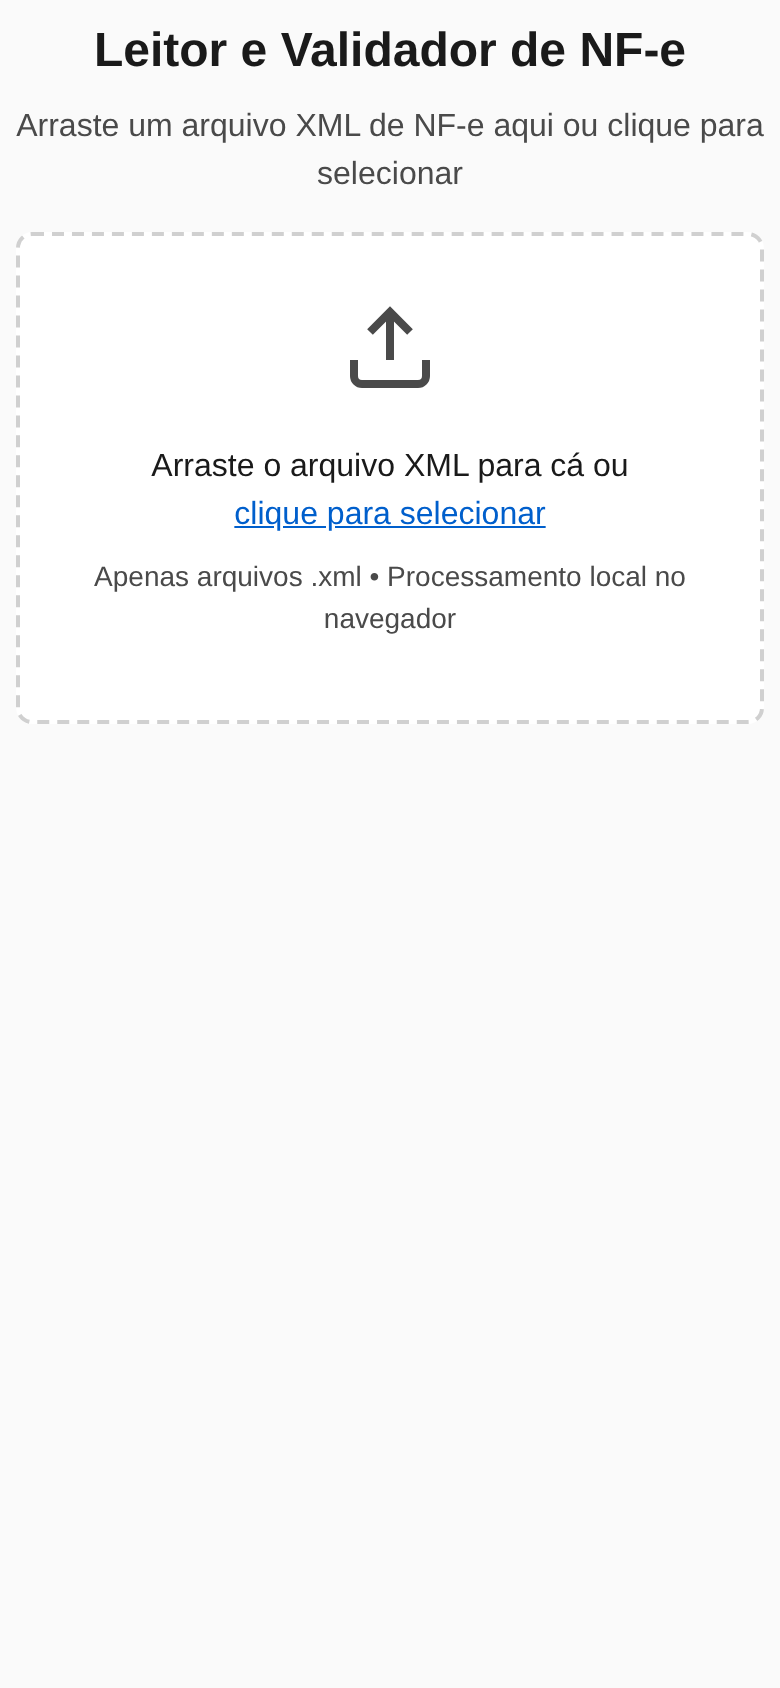 Leitor e Validador de NF-e
Arraste um arquivo XML de NF-e aqui ou clique para
selecionar
Arraste o arquivo XML para cá ou
clique para selecionar
Apenas arquivos .xml • Processamento local no
navegador